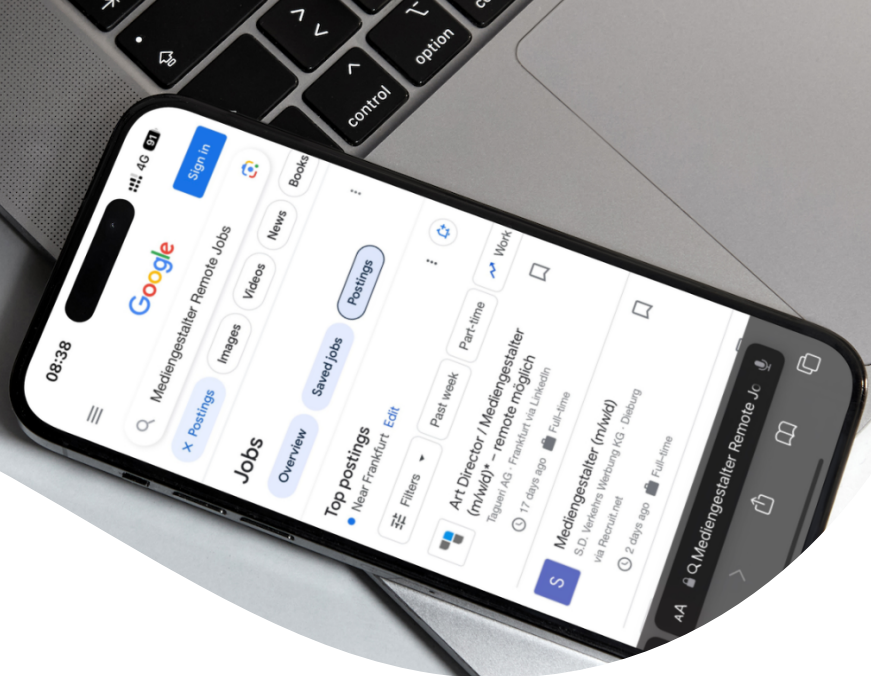 option
control
08:38
4G 91
Google
Sign in
Mediengestalter Remote Jobs
× Postings
Images
Videos
News
Books
Jobs
Overview
Saved jobs
Postings
Top postings
Near Frankfurt Edit
Filters
Past week
Part-time
Work
Art Director / Mediengestalter
(m/w/d)* – remote möglich
Tagueri AG · Frankfurt via LinkedIn
17 days ago Full-time
S
Mediengestalter (m/w/d)
S.D. Verkehrs Werbung KG · Dieburg
via Recruit.net
2 days ago Full-time
AA Mediengestalter Remote Jo